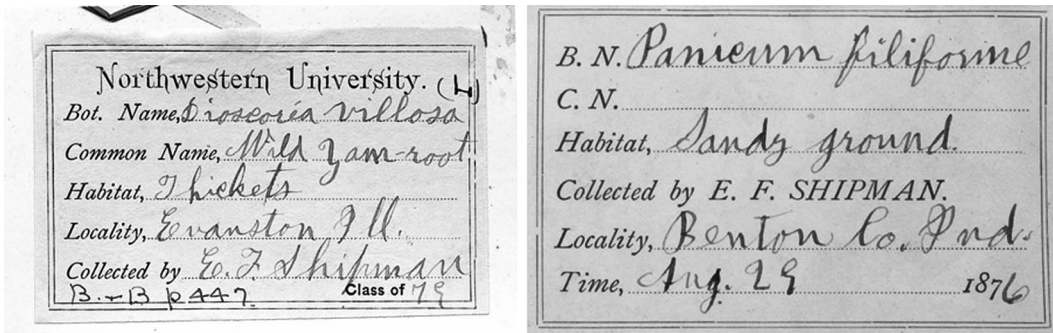 Northwestern University. (L)
Bot. Name, Dioscorea villosa
Common Name, Wild Yam-root
Habitat, Thickets
Locality, Evanston Ill.
Collected by E. F. Shipman
B. + B p 447. Class of 79
B. N. Panicum filiforme
C. N.
Habitat, Sandy ground.
Collected by E. F. SHIPMAN.
Locality, Benton Co. Ind.
Time, Aug. 29 1876